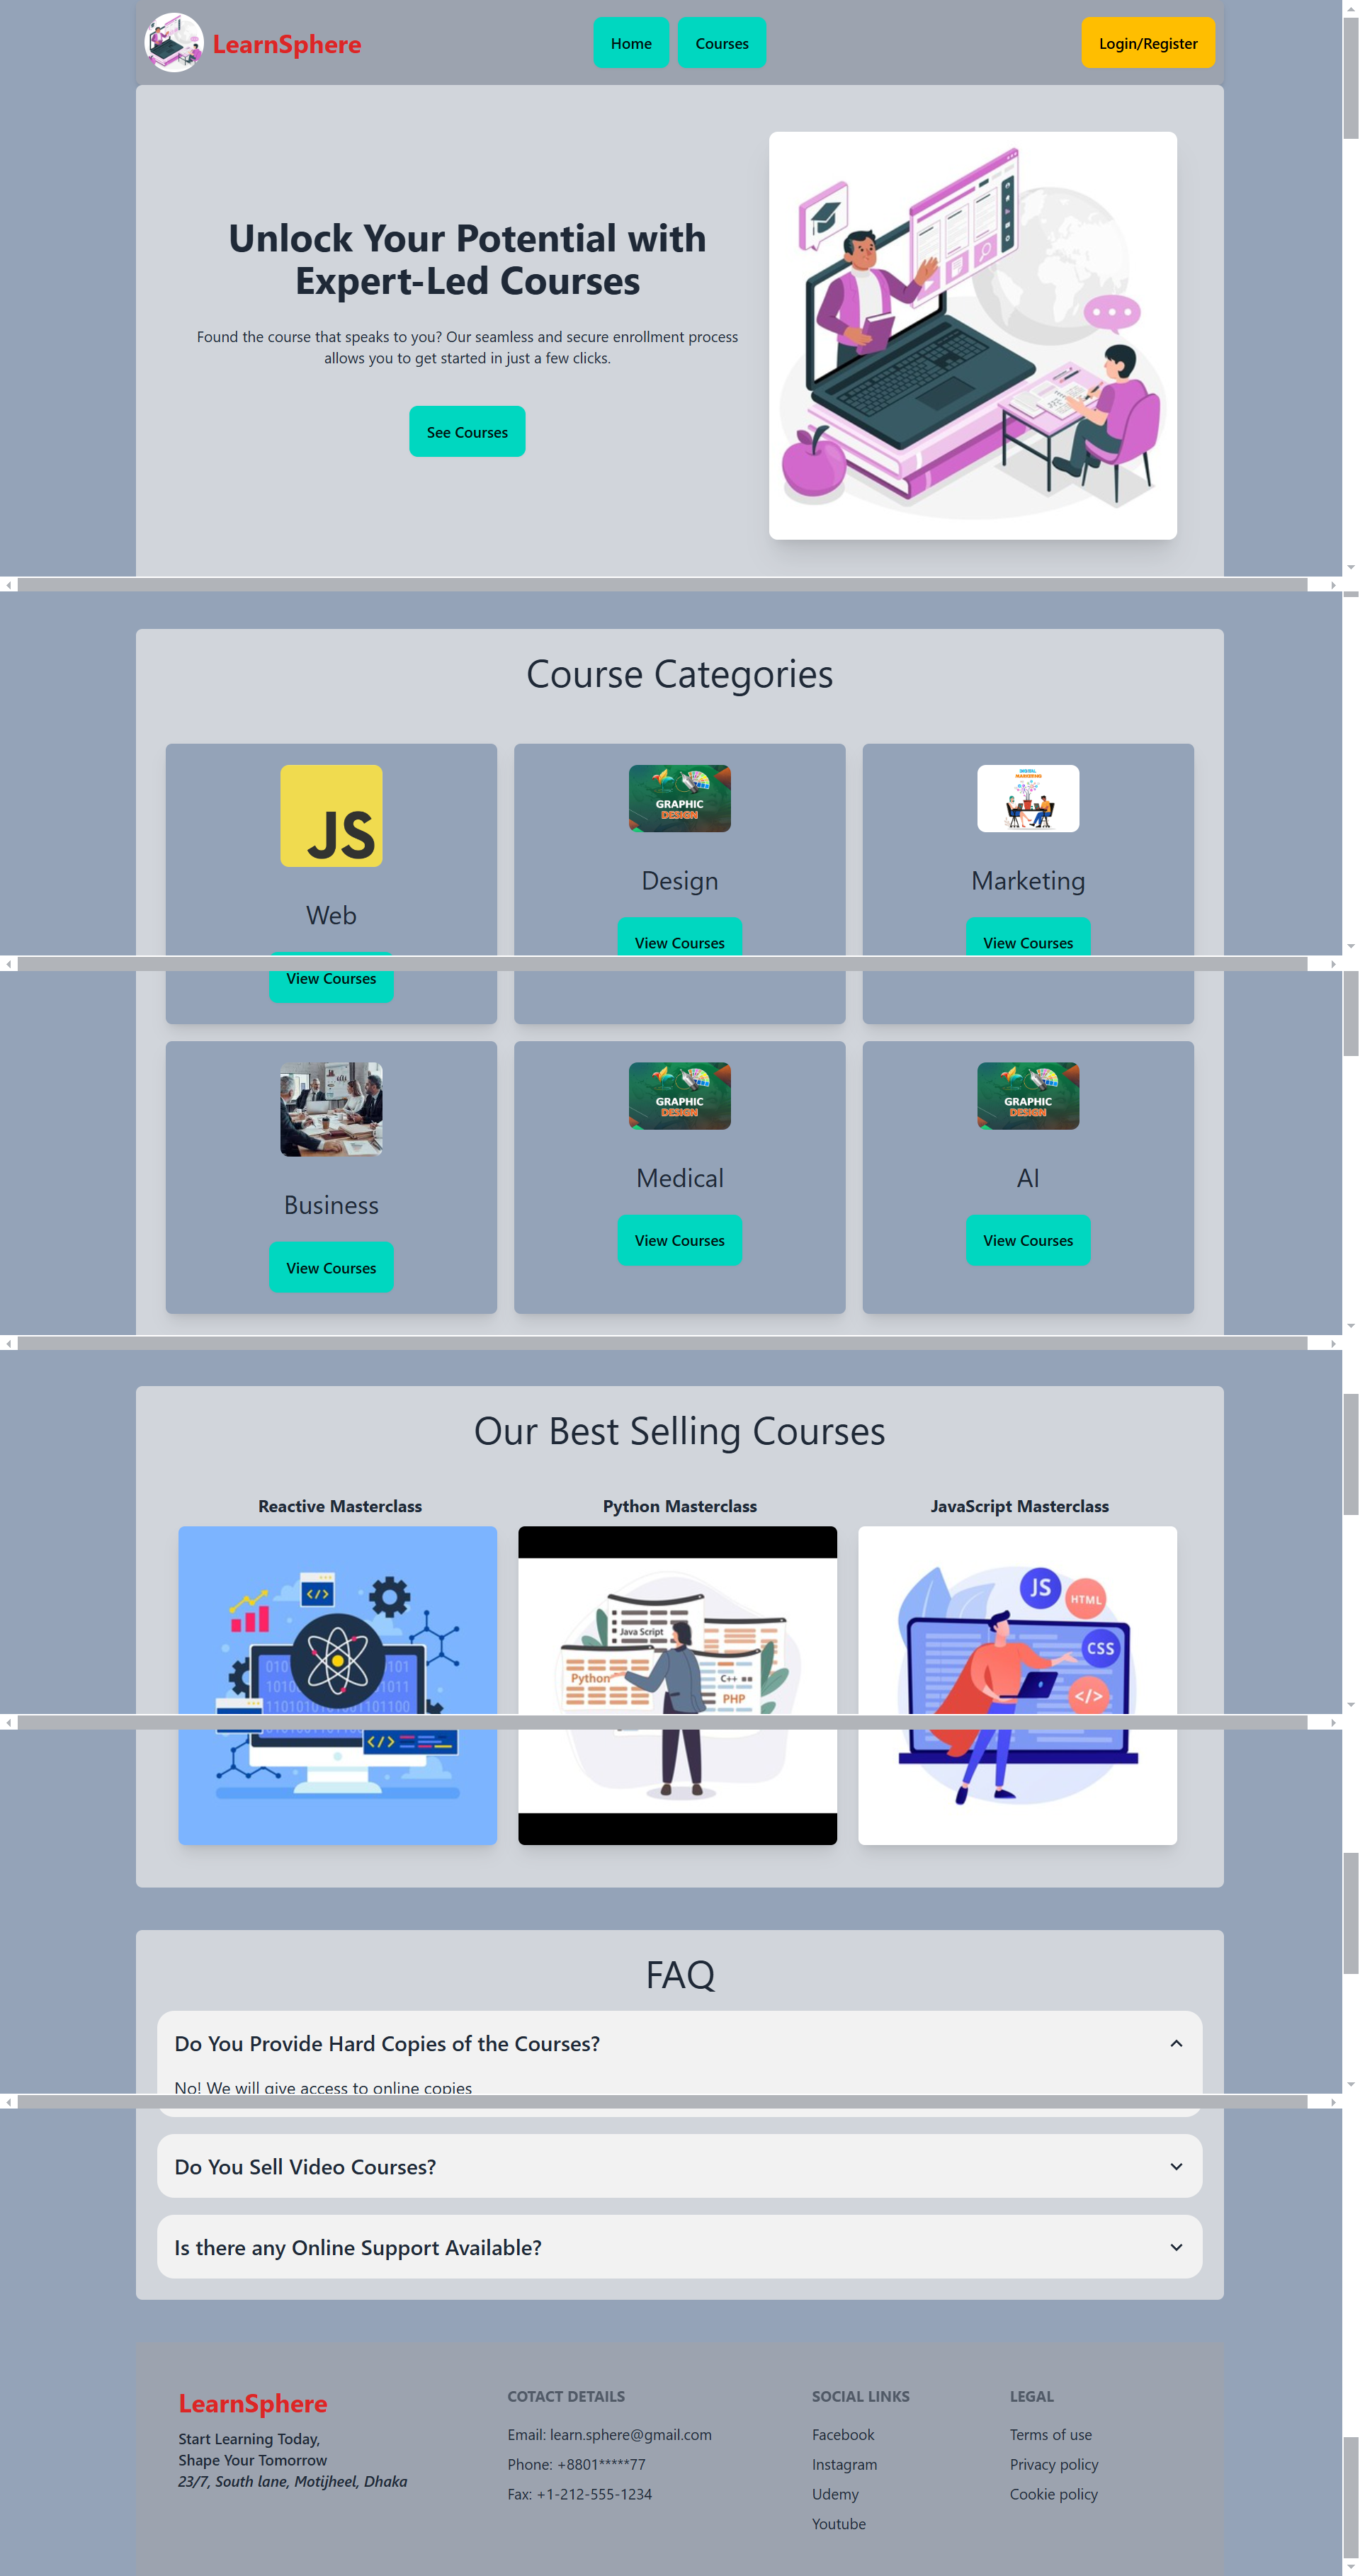 LearnSphere
Home
Courses
Login/Register
Unlock Your Potential with
Expert-Led Courses
Found the course that speaks to you? Our seamless and secure enrollment process
allows you to get started in just a few clicks.
See Courses
Course Categories
JS
GRAPHIC
DESIGN
DIGITAL
MARKETING
Web
Design
Marketing
View Courses
View Courses
View Courses
GRAPHIC
DESIGN
GRAPHIC
DESIGN
Business
Medical
AI
View Courses
View Courses
View Courses
Our Best Selling Courses
Reactive Masterclass
Python Masterclass
JavaScript Masterclass
</>
010
101
1010
1011
110101010001101100
</>
Java Script
Python
C++
PHP
JS
HTML
CSS
</>
FAQ
Do You Provide Hard Copies of the Courses?
No! We will give access to online copies
Do You Sell Video Courses?
Is there any Online Support Available?
LearnSphere
Start Learning Today,
Shape Your Tomorrow
23/7, South lane, Motijheel, Dhaka
COTACT DETAILS
Email: learn.sphere@gmail.com
Phone: +8801*****77
Fax: +1-212-555-1234
SOCIAL LINKS
Facebook
Instagram
Udemy
Youtube
LEGAL
Terms of use
Privacy policy
Cookie policy